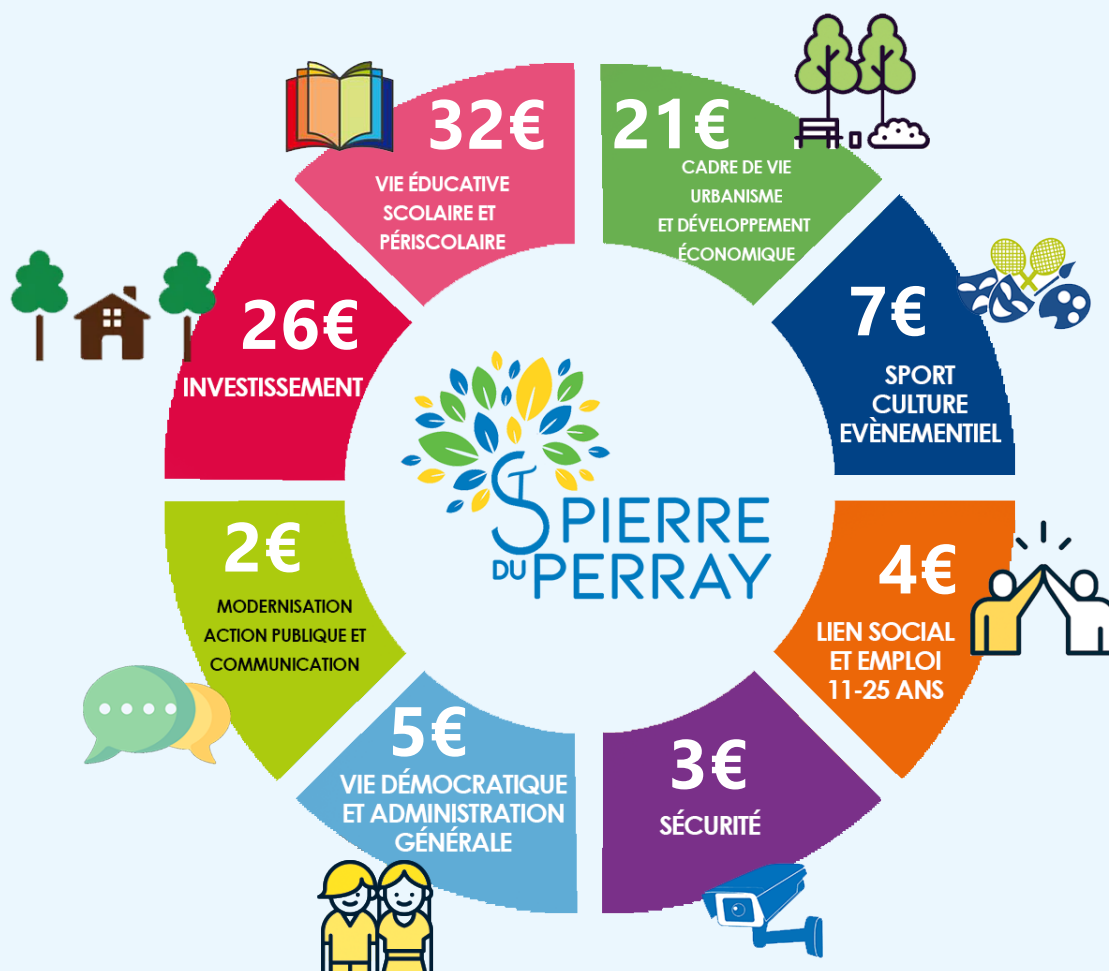 32€
VIE ÉDUCATIVE
SCOLAIRE ET
PÉRISCOLAIRE
21€
CADRE DE VIE
URBANISME
ET DÉVELOPPEMENT
ÉCONOMIQUE
7€
SPORT
CULTURE
EVÈNEMENTIEL
4€
LIEN SOCIAL
ET EMPLOI
11-25 ANS
3€
SÉCURITÉ
5€
VIE DÉMOCRATIQUE
ET ADMINISTRATION
GÉNÉRALE
2€
MODERNISATION
ACTION PUBLIQUE ET
COMMUNICATION
26€
INVESTISSEMENT
ST PIERRE
DU PERRAY